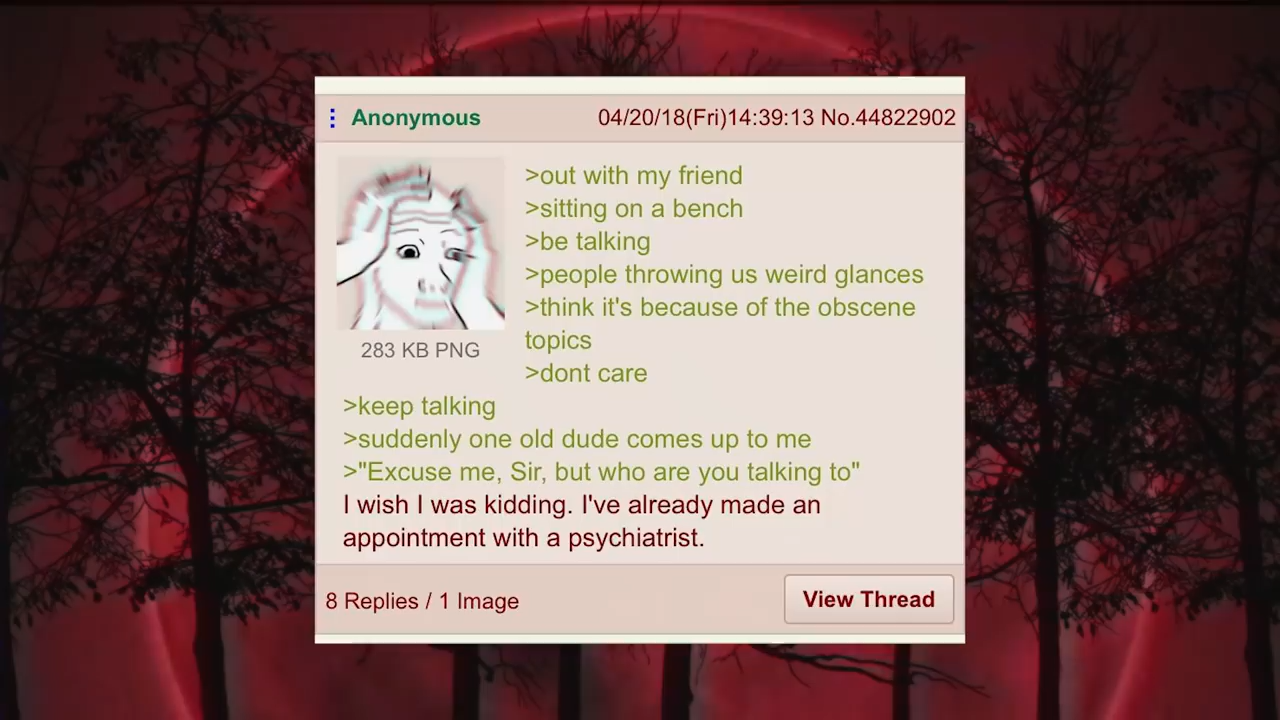 Anonymous 04/20/18(Fri)14:39:13 No.44822902
>out with my friend
>sitting on a bench
>be talking
>people throwing us weird glances
>think it's because of the obscene
topics
>dont care
283 KB PNG
>keep talking
>suddenly one old dude comes up to me
>"Excuse me, Sir, but who are you talking to"
I wish I was kidding. I've already made an
appointment with a psychiatrist.
8 Replies / 1 Image
View Thread